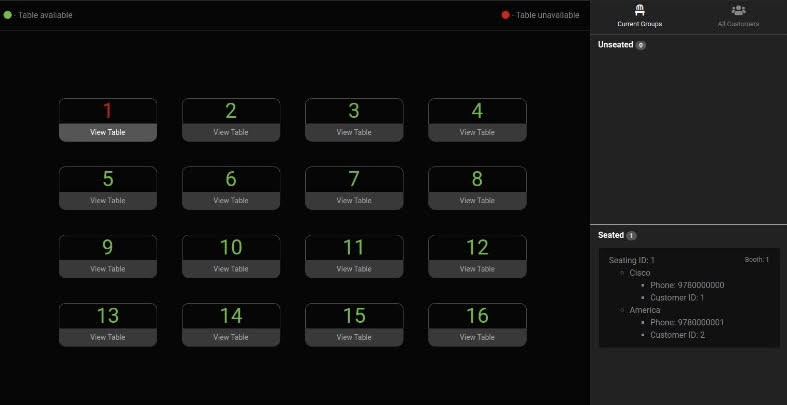 - Table available
- Table unavailable
Current Groups
All Customers
Unseated 0
1 2 3 4
View Table View Table View Table View Table
5 6 7 8
View Table View Table View Table View Table
9 10 11 12
View Table View Table View Table View Table
13 14 15 16
View Table View Table View Table View Table
Seated 1
Seating ID: 1 Booth: 1
Cisco
Phone: 9780000000
Customer ID: 1
America
Phone: 9780000001
Customer ID: 2